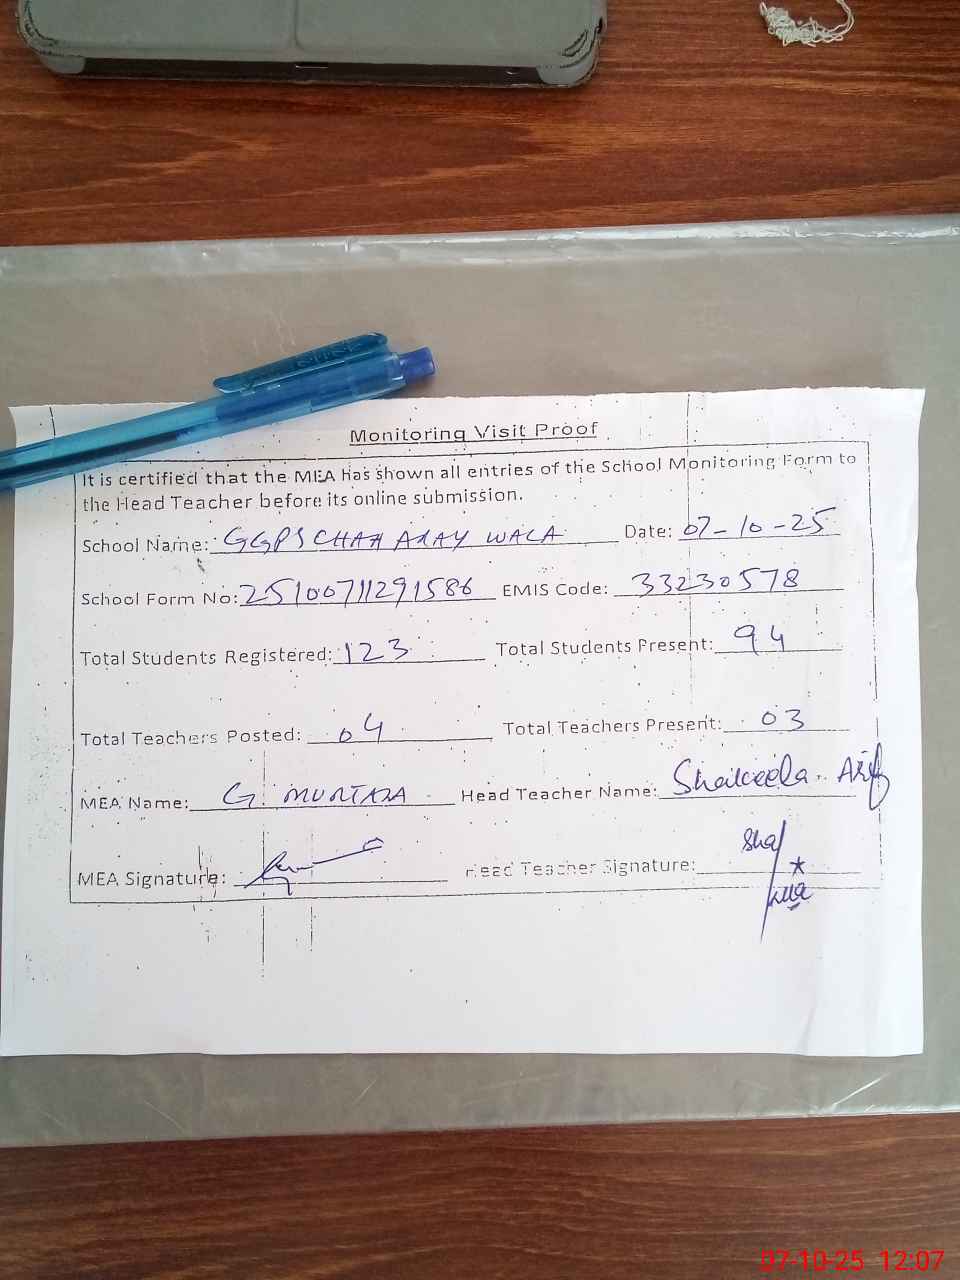 Monitoring Visit Proof
It is certified that the MEA has shown all entries of the School Monitoring Form to
the Head Teacher before its online submission.
School Name: GGPS CHAH ARAY WALA Date: 07-10-25
School Form No: 25100711291586 EMIS Code: 33230578
Total Students Registered: 123 Total Students Present: 94
Total Teachers Posted: 04 Total Teachers Present: 03
MEA Name: G. MURTAZA Head Teacher Name: Shakeela Arif
MEA Signature: Head Teacher Signature:
07-10-25 12:07